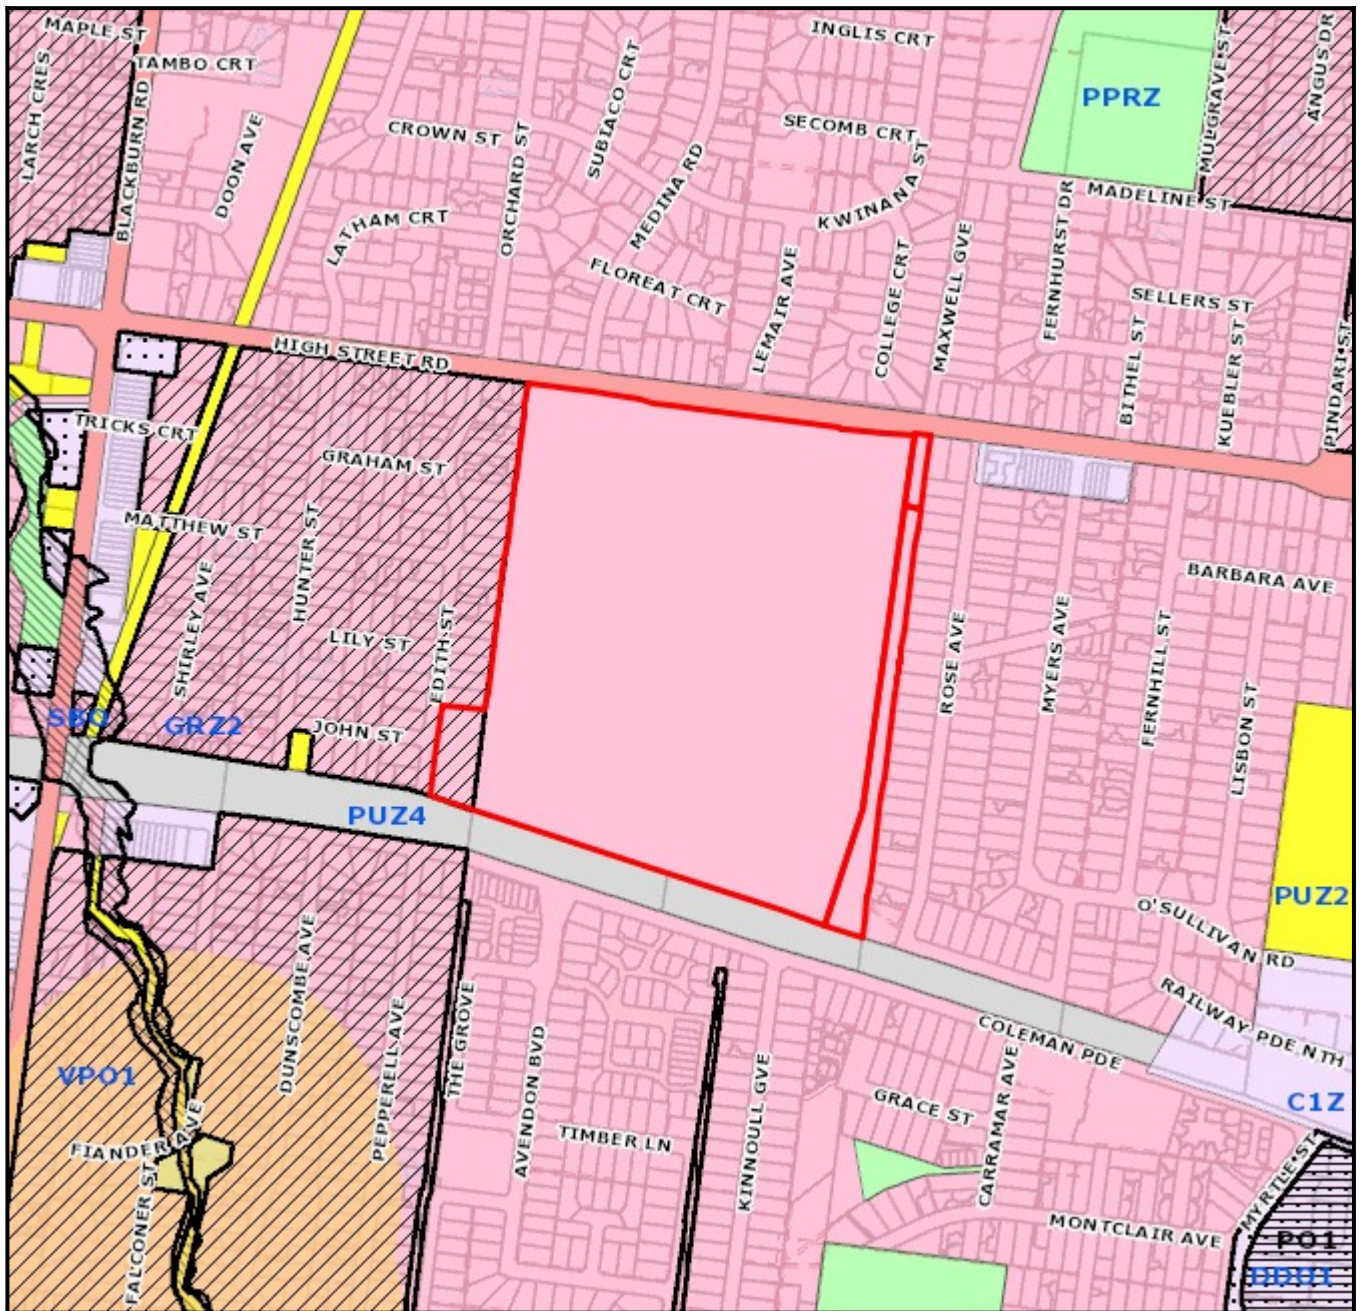 MAPLE ST
INGLIS CRT
ANGUS DR
LARCH CRES
TAMBO CRT
BLACKBURN RD
MULGRAVE ST
PPRZ
SUBIACO CRT
CROWN ST
SECOMB CRT
DOON AVE
ORCHARD ST
MEDINA RD
KWINANA ST
MADELINE ST
LATHAM CRT
FERNHURST DR
FLOREAT CRT
LEMAIR AVE
COLLEGE CRT
MAXWELL GVE
SELLERS ST
BITHEL ST
KUEBLER ST
PINDARI ST
HIGH STREET RD
TRICKS CRT
GRAHAM ST
MATTHEW ST
HUNTER ST
SHIRLEY AVE
LILY ST
EDITH ST
BARBARA AVE
ROSE AVE
MYERS AVE
FERNHILL ST
LISBON ST
SBO
GRZ2
JOHN ST
PUZ4
PUZ2
O'SULLIVAN RD
RAILWAY PDE NTH
DUNSCOMBE AVE
PEPPERELL AVE
THE GROVE
AVENDON BVD
COLEMAN PDE
VPO1
KINNOULL GVE
CARRAMAR AVE
GRACE ST
C1Z
TIMBER LN
FIANDER AVE
FALCONER ST
MYRTLE ST
MONTCLAIR AVE
PO1
DDO1